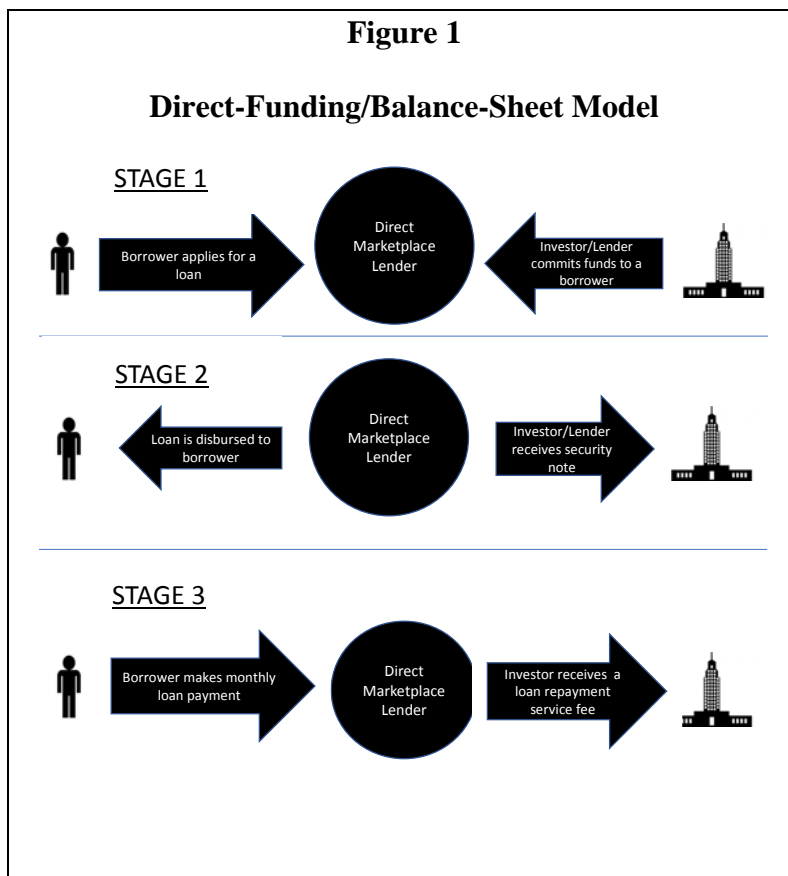 Figure 1
Direct-Funding/Balance-Sheet Model
STAGE 1
Borrower applies for a
loan
Direct
Marketplace
Lender
Investor/Lender
commits funds to a
borrower
STAGE 2
Loan is disbursed to
borrower
Direct
Marketplace
Lender
Investor/Lender
receives security
note
STAGE 3
Borrower makes monthly
loan payment
Direct
Marketplace
Lender
Investor receives a
loan repayment
service fee